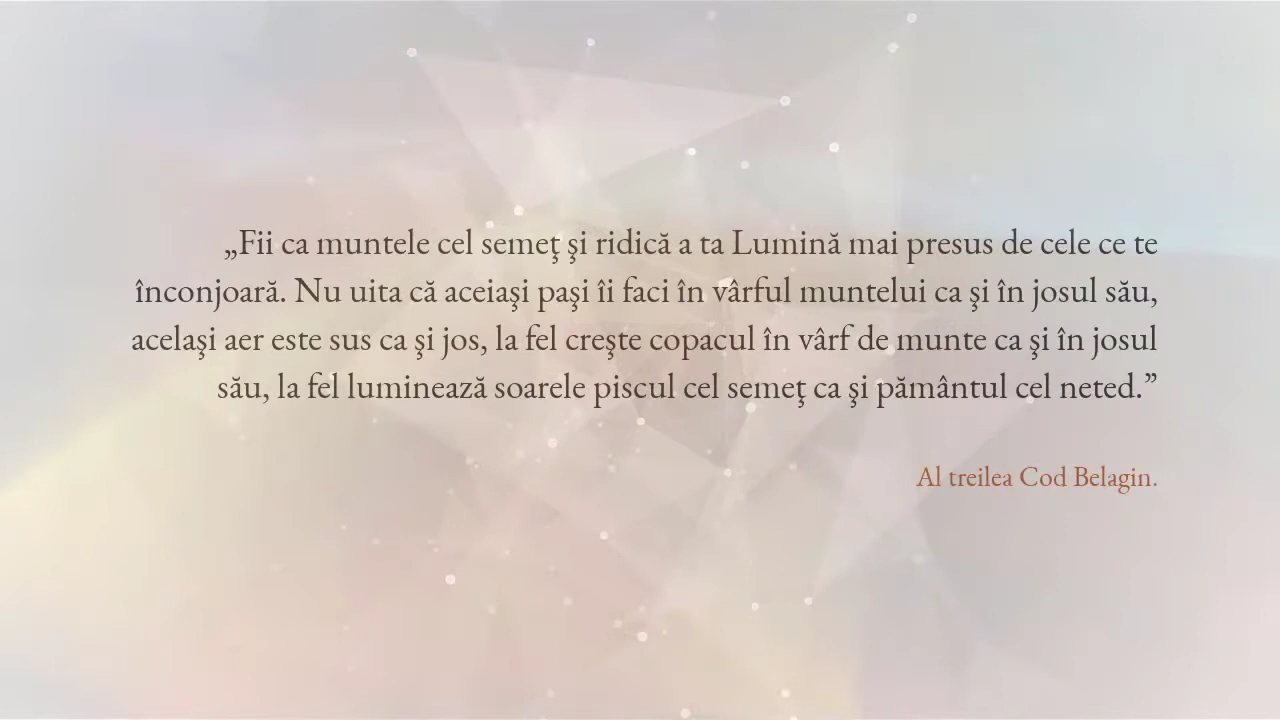 „Fii ca muntele cel semeţ şi ridică a ta Lumină mai presus de cele ce te
înconjoară. Nu uita că aceiaşi paşi îi faci în vârful muntelui ca şi în josul său,
acelaşi aer este sus ca şi jos, la fel creşte copacul în vârf de munte ca şi în josul
său, la fel luminează soarele piscul cel semeţ ca şi pământul cel neted.”
Al treilea Cod Belagin.